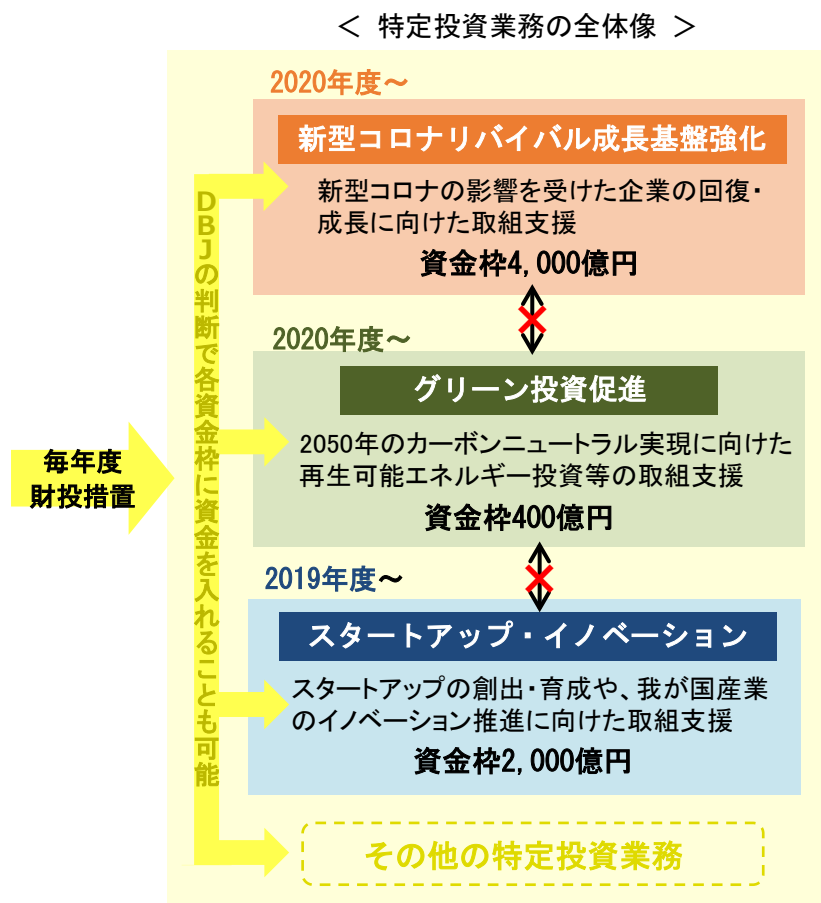 ＜ 特定投資業務の全体像 ＞
2020年度～
新型コロナリバイバル成長基盤強化
新型コロナの影響を受けた企業の回復・
成長に向けた取組支援
資金枠4,000億円
2020年度～
グリーン投資促進
2050年のカーボンニュートラル実現に向けた
再生可能エネルギー投資等の取組支援
資金枠400億円
毎年度
財投措置
DBJの判断で各資金枠に資金を入れることも可能
2019年度～
スタートアップ・イノベーション
スタートアップの創出・育成や、我が国産業
のイノベーション推進に向けた取組支援
資金枠2,000億円
その他の特定投資業務